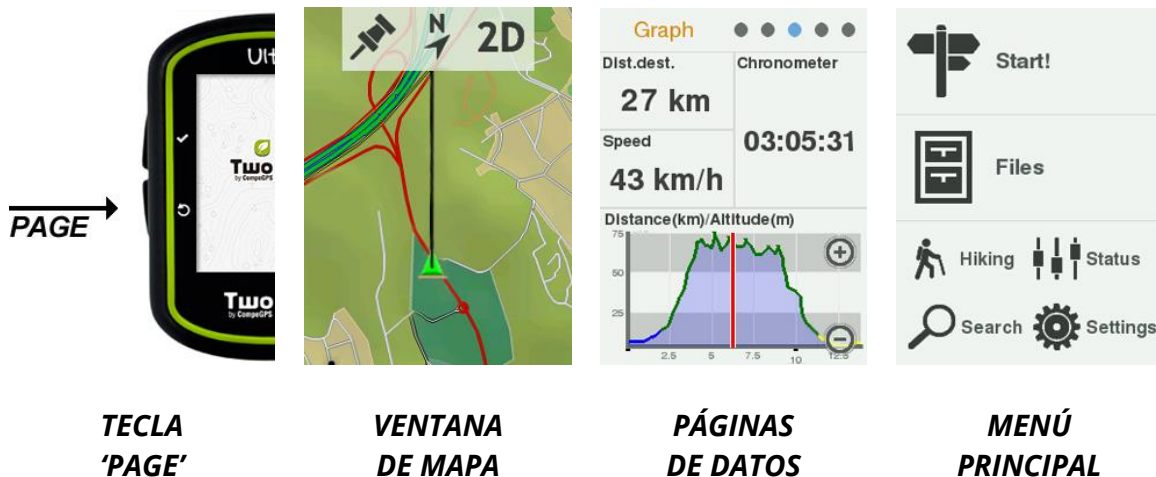 PAGE
Ult
Two
by CompeGPS
Two
by CompeGPS
N
2D
Graph
Dist.dest.
27 km
Chronometer
03:05:31
Speed
43 km/h
Distance(km)/Altitude(m)
75
50
25
2.5 5 7.5 10 12.5
Start!
Files
Hiking
Status
Search
Settings
TECLA
‘PAGE’
VENTANA
DE MAPA
PÁGINAS
DE DATOS
MENÚ
PRINCIPAL